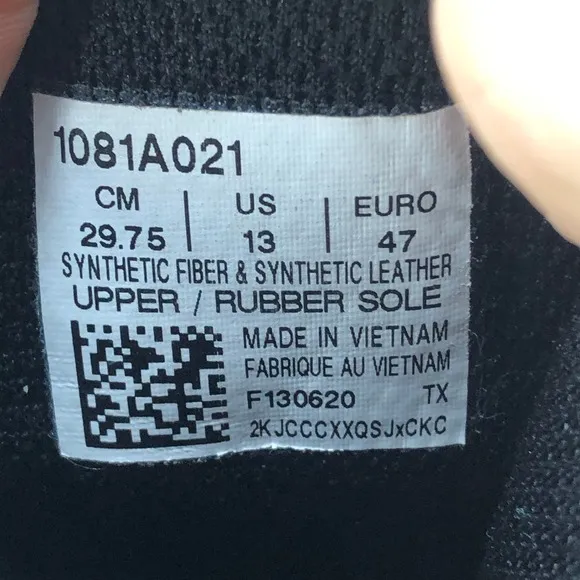 1081A021
CM | US | EURO
29.75 | 13 | 47
SYNTHETIC FIBER & SYNTHETIC LEATHER
UPPER / RUBBER SOLE
MADE IN VIETNAM
FABRIQUE AU VIETNAM
F130620 TX
2KJCCCXXQSJxCKC